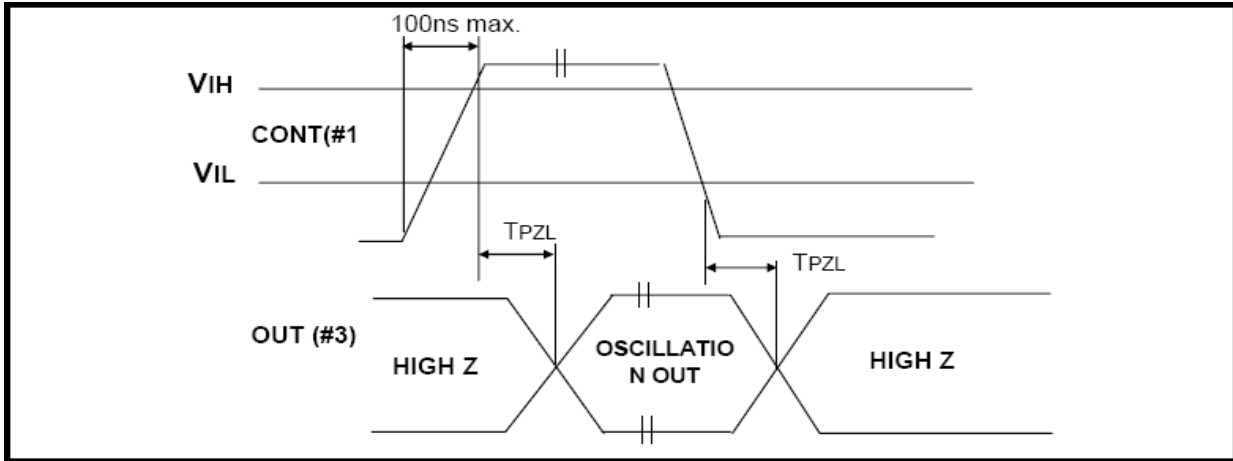 100ns max.
VIH
CONT(#1
VIL
TPZL
TPZL
OUT (#3)
HIGH Z
OSCILLATIO
N OUT
HIGH Z